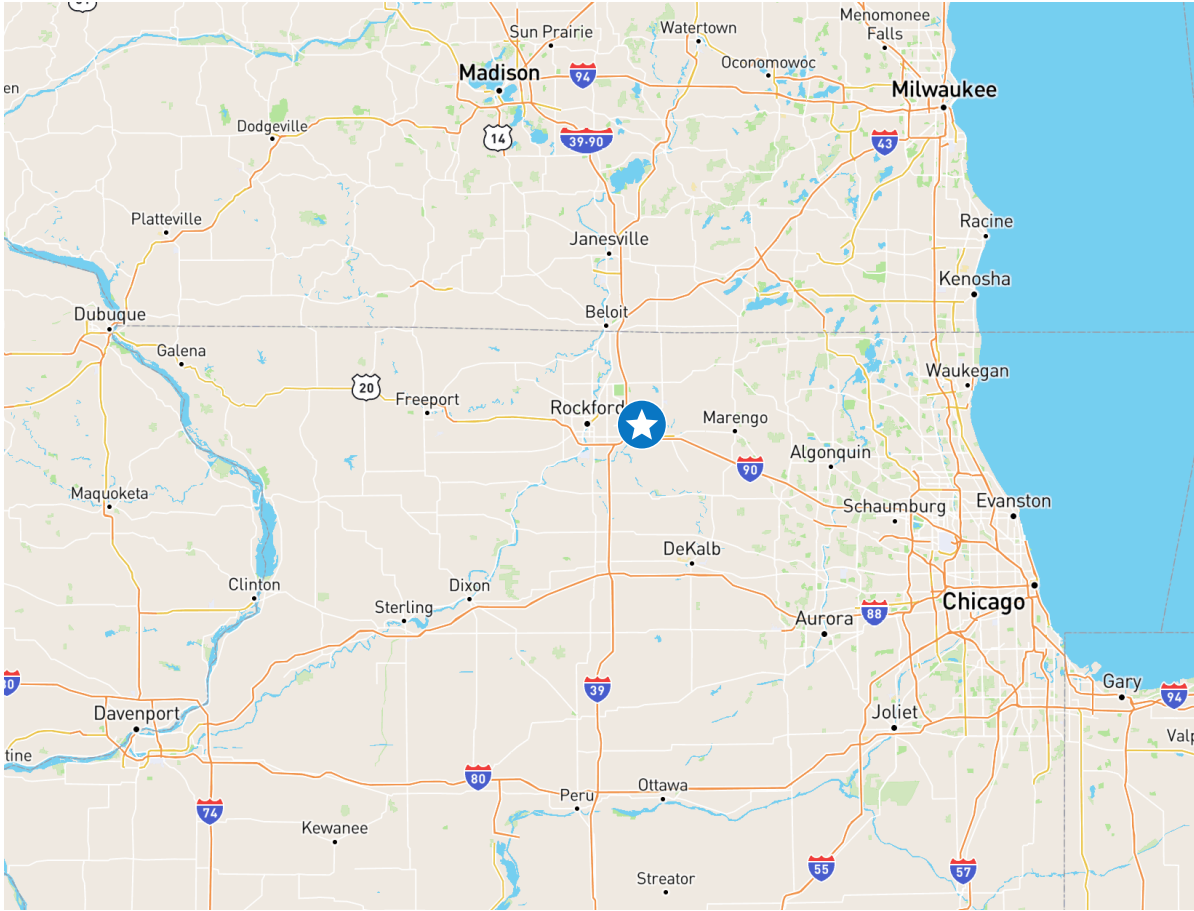 Sun Prairie
Watertown
Menomonee
Falls
Oconomowoc
Madison
94
Milwaukee
Dodgeville
14
39·90
43
Platteville
Racine
Janesville
Kenosha
Dubuque
Beloit
Galena
Waukegan
20
Freeport
Rockford
Marengo
Algonquin
90
Maquoketa
Schaumburg
Evanston
DeKalb
Clinton
Dixon
Sterling
Chicago
88
Aurora
39
Gary
94
Davenport
Joliet
80
Peru
Ottawa
74
Kewanee
55
57
Streator